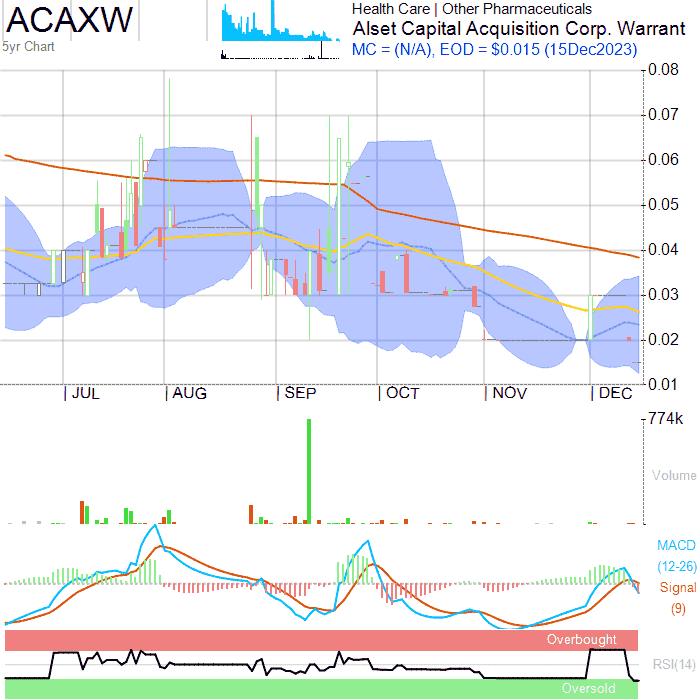 ACAXW
5yr Chart
Health Care | Other Pharmaceuticals
Alset Capital Acquisition Corp. Warrant
MC = (N/A), EOD = $0.015 (15Dec2023)
0.08
0.07
0.06
0.05
0.04
0.03
0.02
0.01
JUL AUG SEP OCT NOV DEC
774k
Volume
MACD
(12-26)
Signal
(9)
Overbought
RSI(14)
Oversold